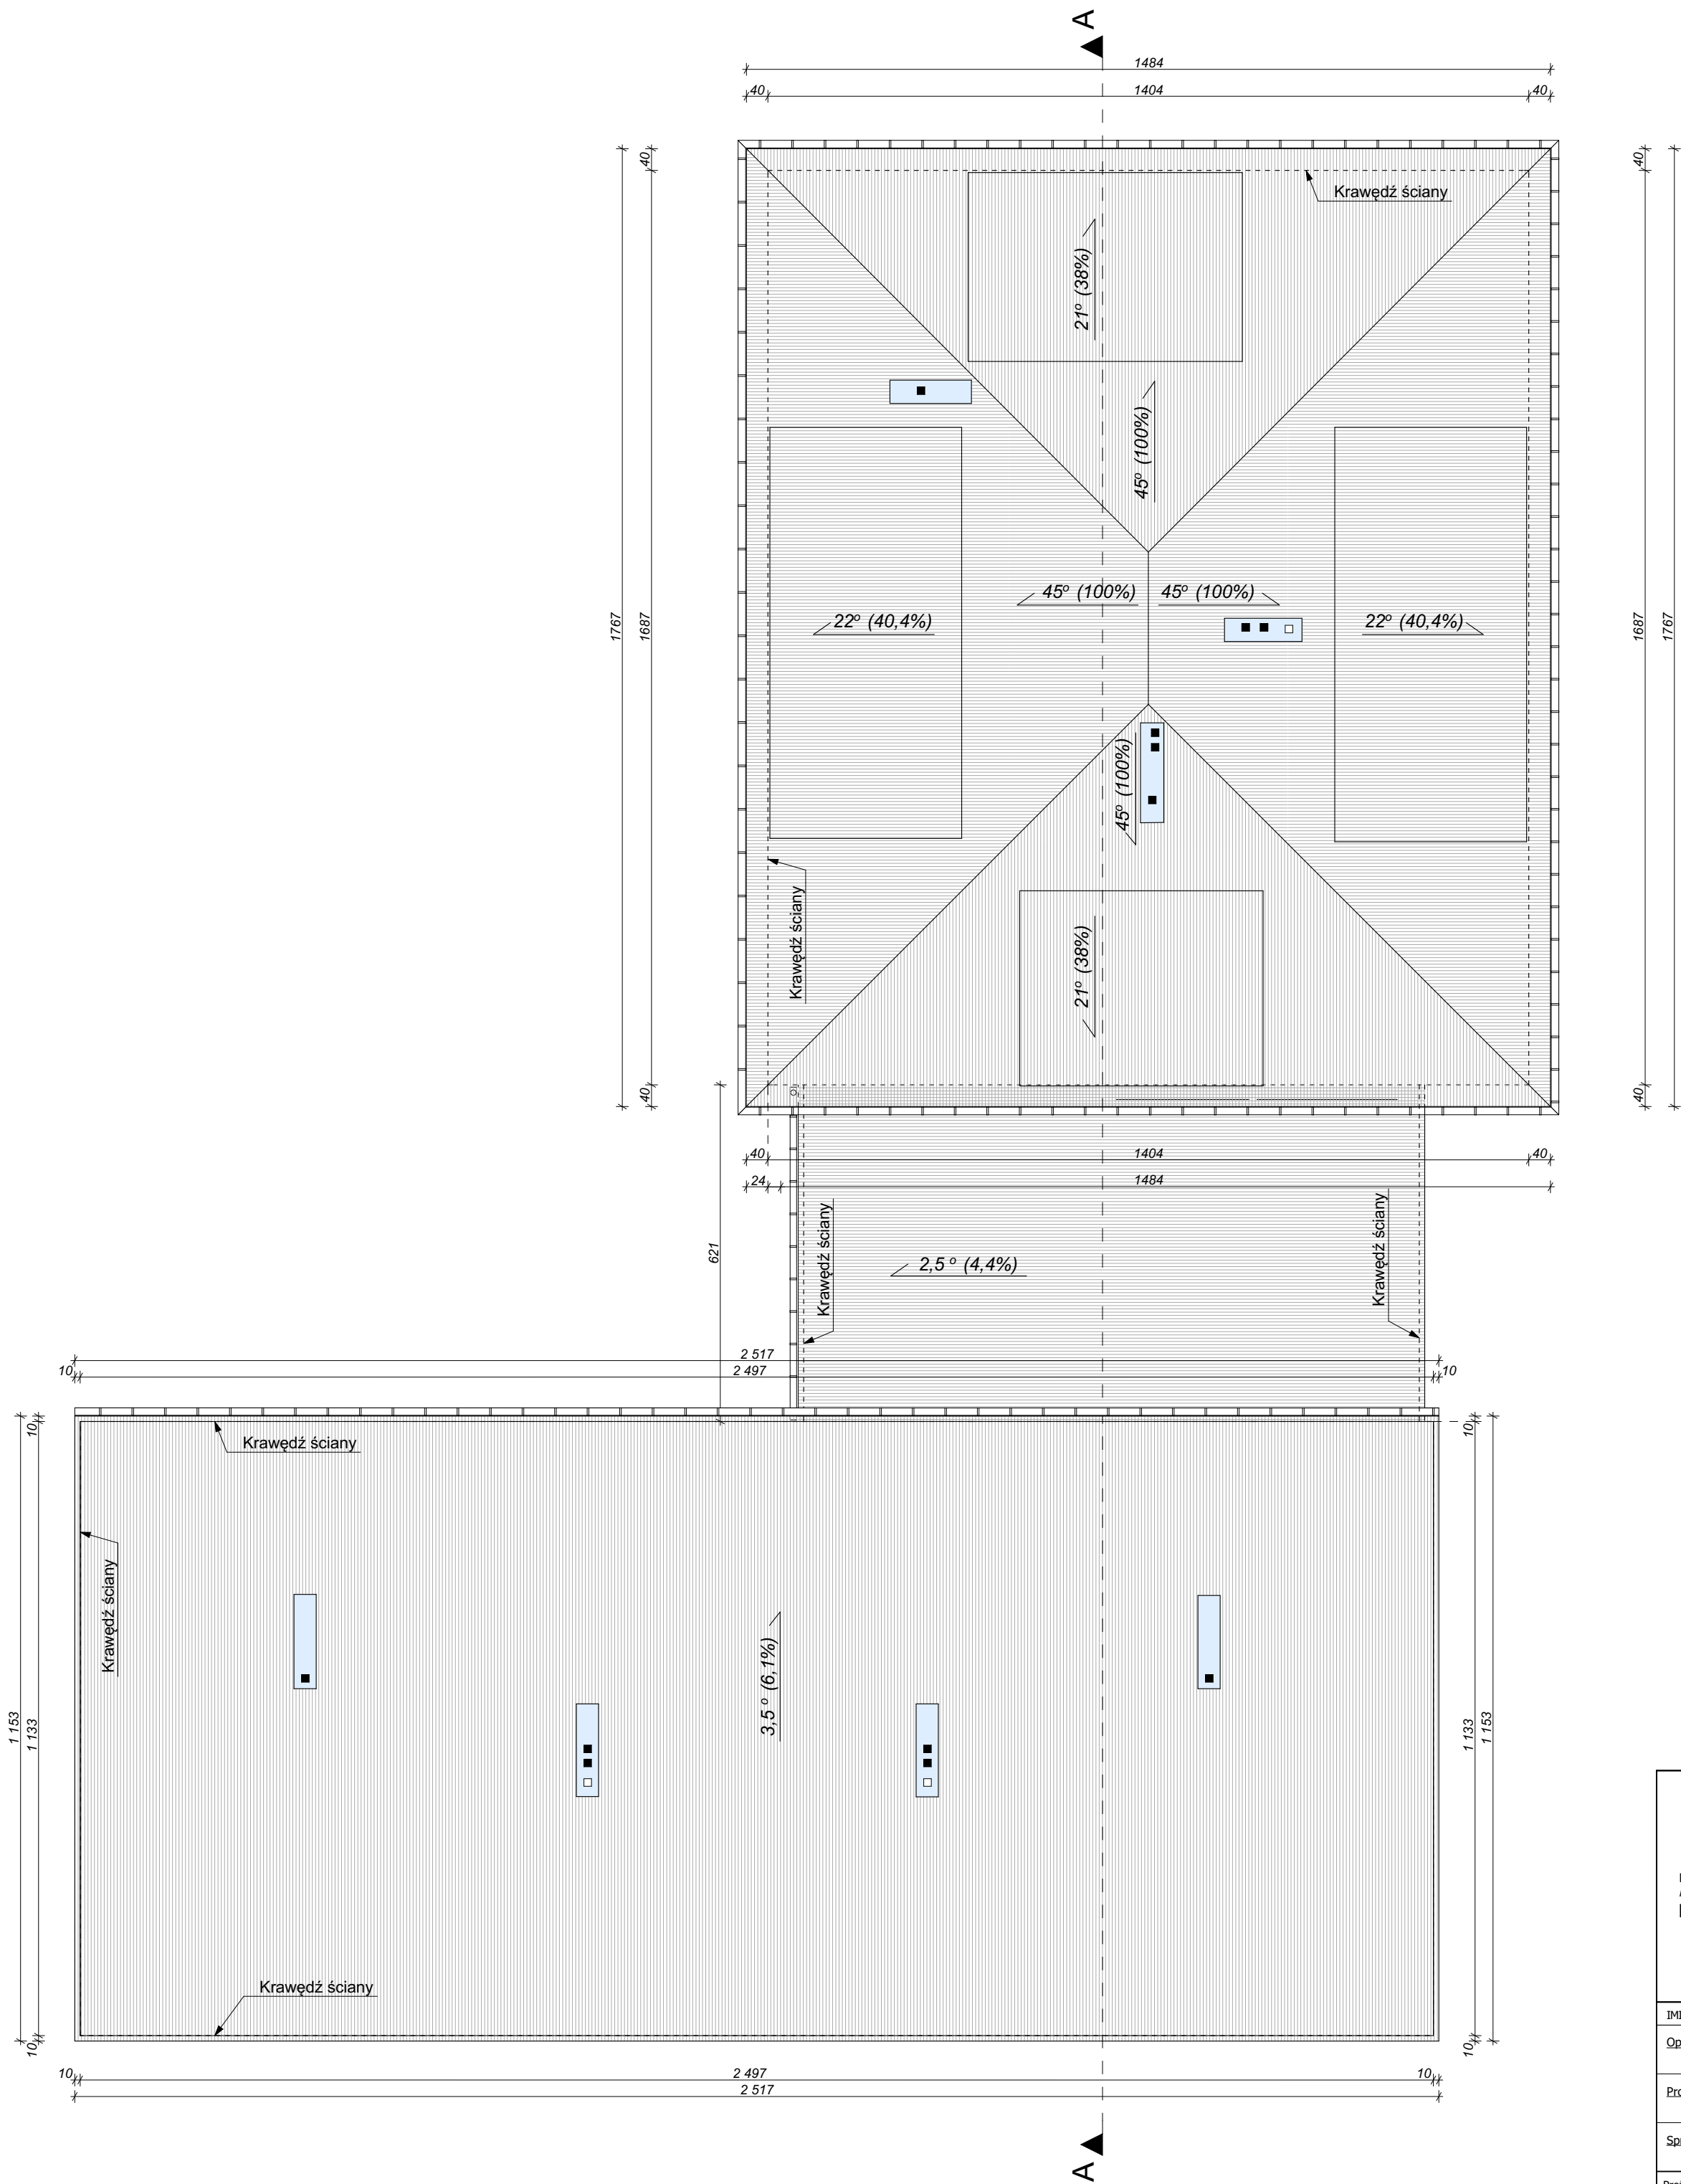 A
1484
40
1404
40
40
40
Krawędź ściany
21º (38%)
45º (100%)
45º (100%)
45º (100%)
22º (40,4%)
22º (40,4%)
1767
1687
1687
1767
45º (100%)
Krawędź ściany
21º (38%)
40
40
40
1404
40
24
1484
621
Krawędź ściany
Krawędź ściany
2,5 º (4,4%)
2 517
10
2 497
10
10
10
Krawędź ściany
Krawędź ściany
3,5 º (6,1%)
1 153
1 133
1 133
1 153
Krawędź ściany
10
10
10
2 497
10
2 517
A